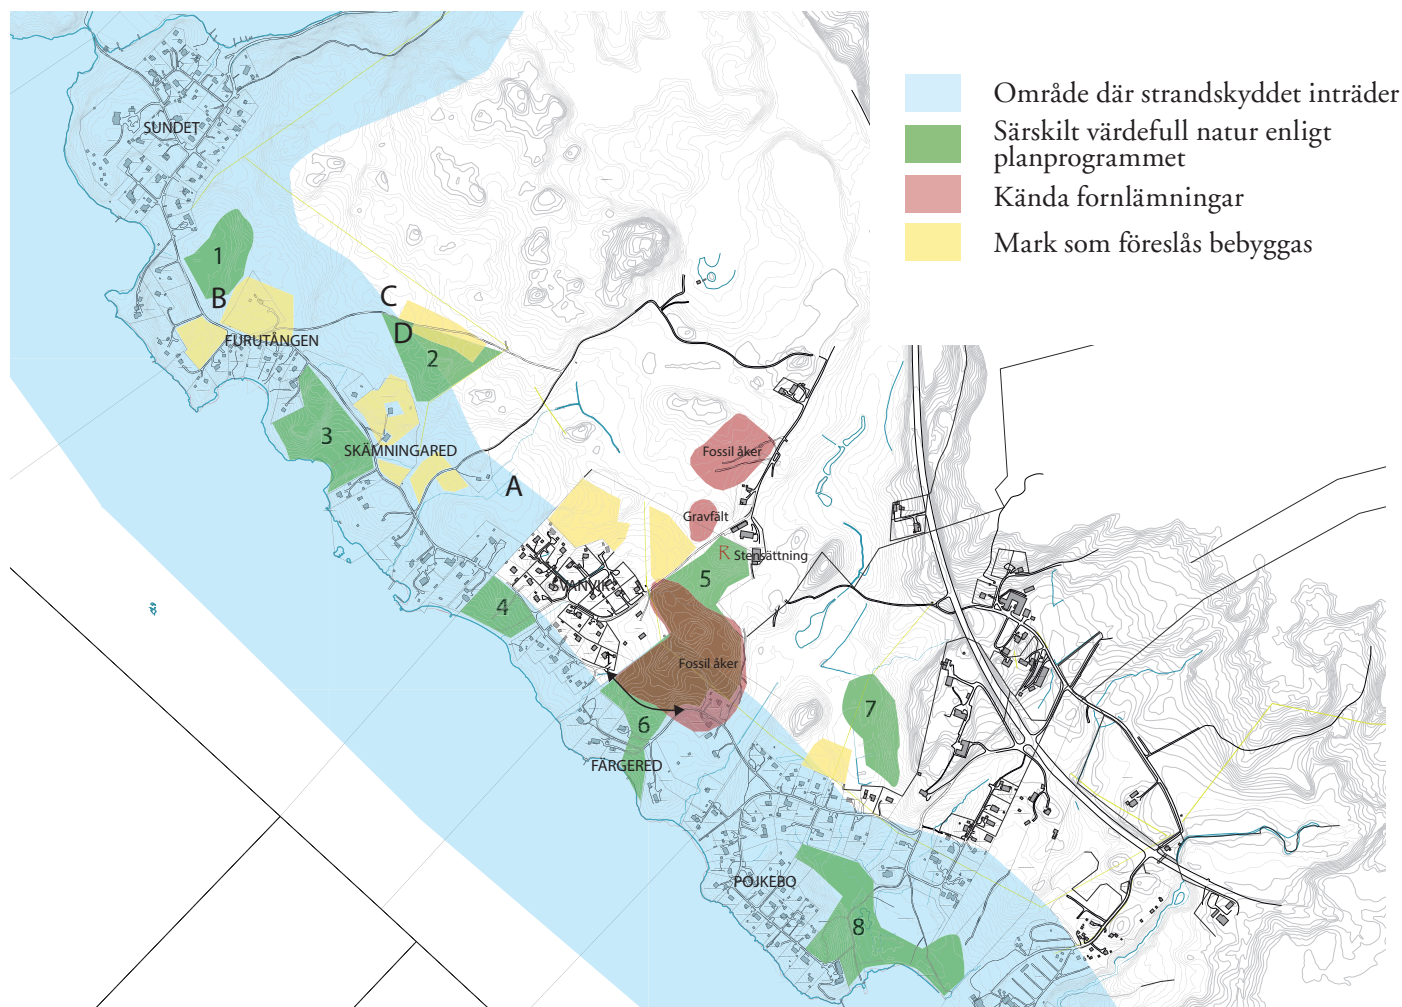 Område där strandskyddet inträder
Särskilt värdefull natur enligt
planprogrammet
Kända fornlämningar
Mark som föreslås bebyggas
SUNDET
1
B
C
D
FURUTÅNGEN
2
3
SKÄMNINGARED
A
Fossil åker
Gravfält
R Stensättning
5
SVANVIK
4
Fossil åker
6
7
FÄRGERED
POJKEBO
8